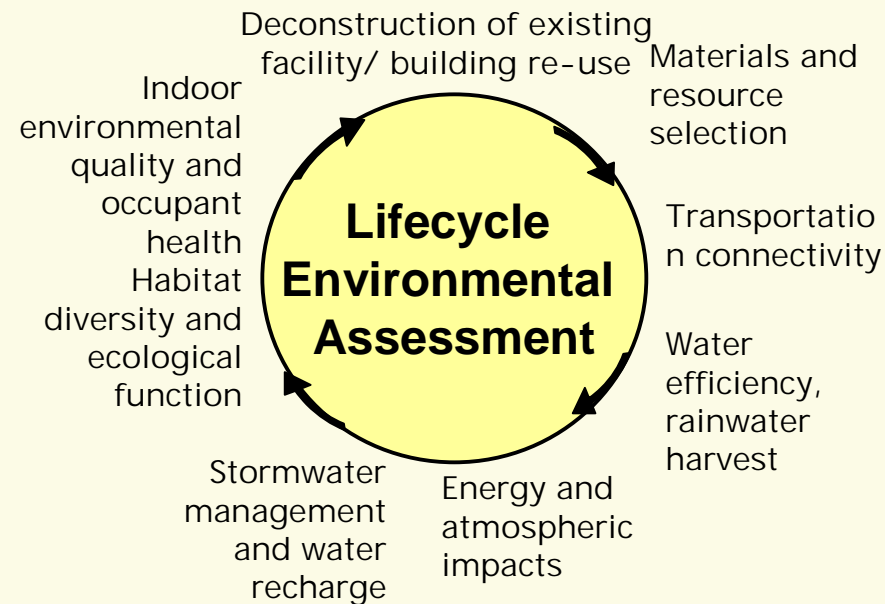 Deconstruction of existing
facility/ building re-use
Materials and
resource
selection
Transportatio
n connectivity
Water
efficiency,
rainwater
harvest
Energy and
atmospheric
impacts
Stormwater
management
and water
recharge
Indoor
environmental
quality and
occupant
health
Habitat
diversity and
ecological
function
Lifecycle
Environmental
Assessment